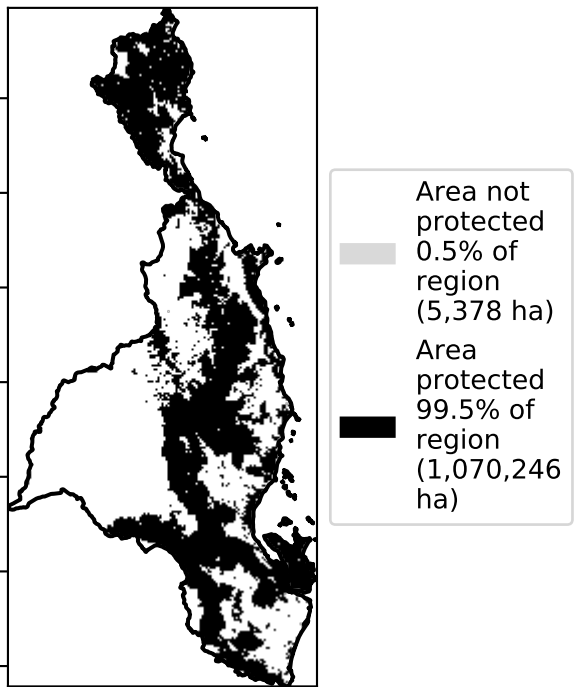 Area not
protected
0.5% of
region
(5,378 ha)
Area
protected
99.5% of
region
(1,070,246
ha)